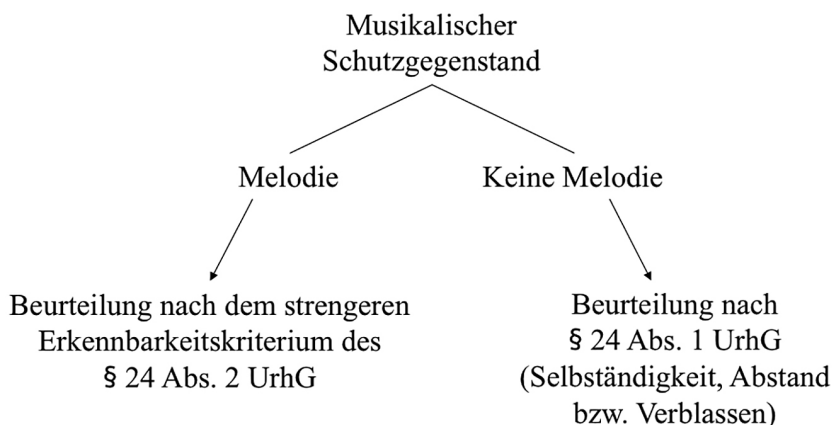 Musikalischer
Schutzgegenstand
Melodie
Keine Melodie
Beurteilung nach dem strengeren
Erkennbarkeitskriterium des
§ 24 Abs. 2 UrhG
Beurteilung nach
§ 24 Abs. 1 UrhG
(Selbständigkeit, Abstand
bzw. Verblassen)